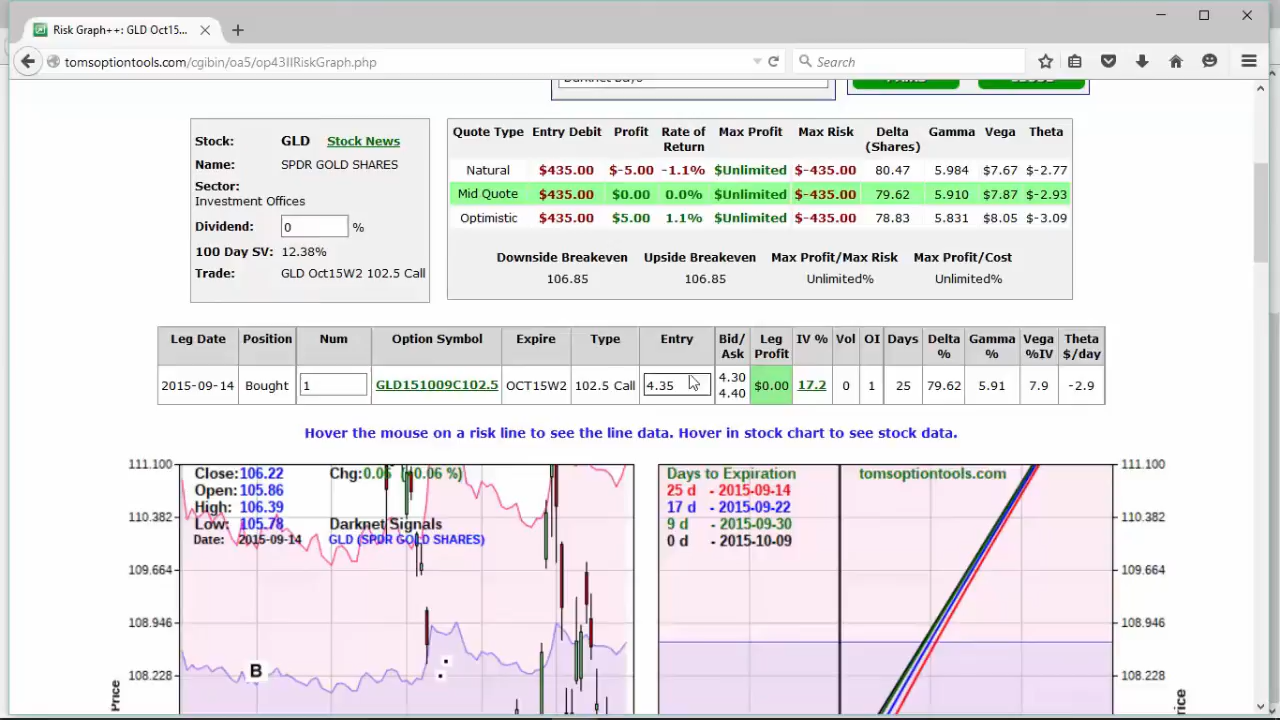 Risk Graph++: GLD Oct15...
tomsoptiontools.com/cgibin/oa5/op43IIRiskGraph.php
Search
Stock: GLD Stock News
Name: SPDR GOLD SHARES
Sector:
Investment Offices
Dividend: 0 %
100 Day SV: 12.38%
Trade: GLD Oct15W2 102.5 Call
Quote Type Entry Debit Profit Rate of Return Max Profit Max Risk Delta (Shares) Gamma Vega Theta
Natural $435.00 $-5.00 -1.1% $Unlimited $-435.00 80.47 5.984 $7.67 $-2.77
Mid Quote $435.00 $0.00 0.0% $Unlimited $-435.00 79.62 5.910 $7.87 $-2.93
Optimistic $435.00 $5.00 1.1% $Unlimited $-435.00 78.83 5.831 $8.05 $-3.09
Downside Breakeven Upside Breakeven Max Profit/Max Risk Max Profit/Cost
106.85 106.85 Unlimited% Unlimited%
Leg Date Position Num Option Symbol Expire Type Entry Bid/ Ask Leg Profit IV % Vol OI Days Delta % Gamma % Vega %IV Theta $/day
2015-09-14 Bought 1 GLD151009C102.5 OCT15W2 102.5 Call 4.35 4.30 4.40 $0.00 17.2 0 1 25 79.62 5.91 7.9 -2.9
Hover the mouse on a risk line to see the line data. Hover in stock chart to see stock data.
111.100
110.382
109.664
108.946
108.228
Price
Close: 106.22 Chg: 0.06 (0.06 %)
Open: 105.86
High: 106.39
Low: 105.78 Darknet Signals
Date: 2015-09-14 GLD (SPDR GOLD SHARES)
B
Days to Expiration tomsoptiontools.com
25 d - 2015-09-14
17 d - 2015-09-22
9 d - 2015-09-30
0 d - 2015-10-09
111.100
110.382
109.664
108.946
108.228